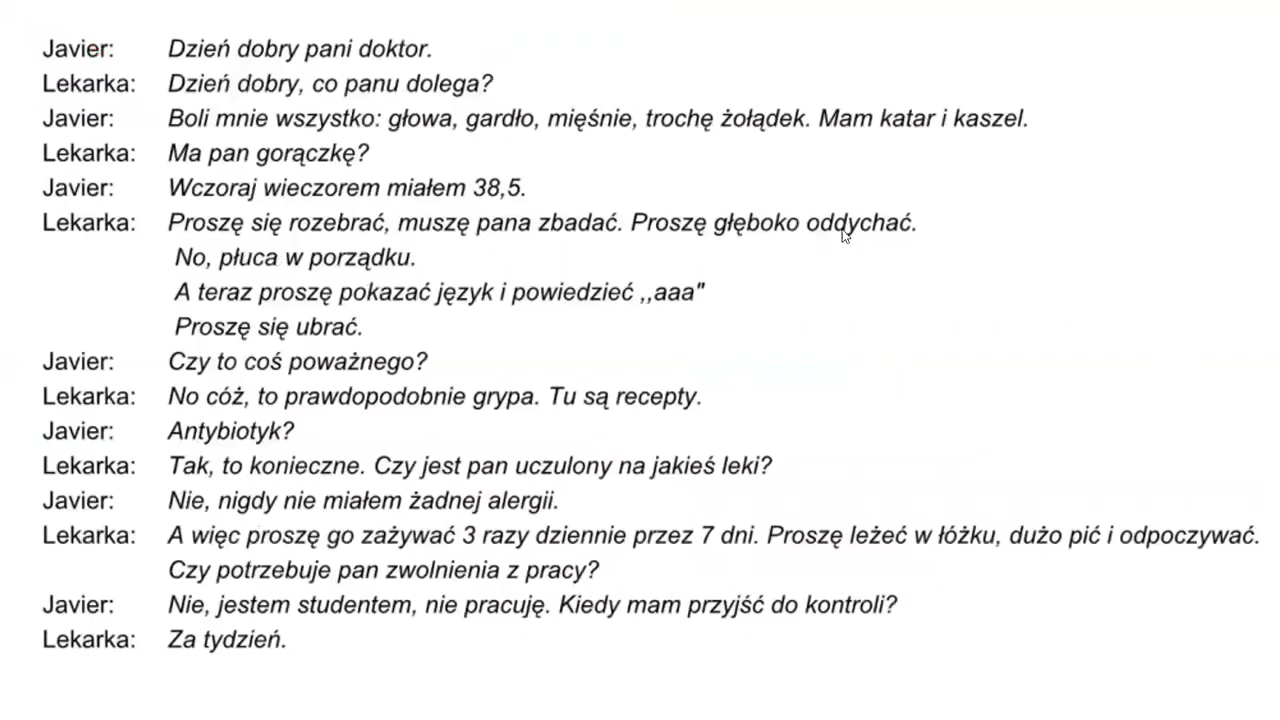 Javier: Dzień dobry pani doktor.
Lekarka: Dzień dobry, co panu dolega?
Javier: Boli mnie wszystko: głowa, gardło, mięśnie, trochę żołądek. Mam katar i kaszel.
Lekarka: Ma pan gorączkę?
Javier: Wczoraj wieczorem miałem 38,5.
Lekarka: Proszę się rozebrać, muszę pana zbadać. Proszę głęboko oddychać.
No, płuca w porządku.
A teraz proszę pokazać język i powiedzieć ,,aaa"
Proszę się ubrać.
Javier: Czy to coś poważnego?
Lekarka: No cóż, to prawdopodobnie grypa. Tu są recepty.
Javier: Antybiotyk?
Lekarka: Tak, to konieczne. Czy jest pan uczulony na jakieś leki?
Javier: Nie, nigdy nie miałem żadnej alergii.
Lekarka: A więc proszę go zażywać 3 razy dziennie przez 7 dni. Proszę leżeć w łóżku, dużo pić i odpoczywać.
Czy potrzebuje pan zwolnienia z pracy?
Javier: Nie, jestem studentem, nie pracuję. Kiedy mam przyjść do kontroli?
Lekarka: Za tydzień.